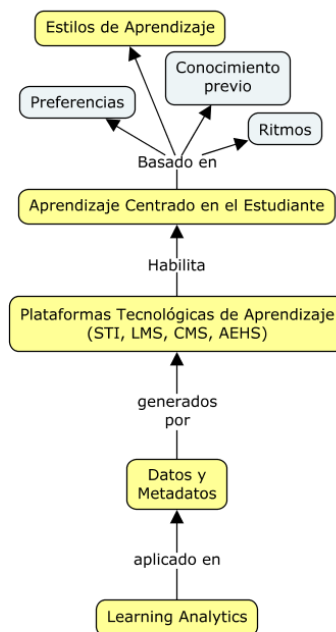 Estilos de Aprendizaje
Conocimiento
previo
Preferencias
Ritmos
Basado en
Aprendizaje Centrado en el Estudiante
Habilita
Plataformas Tecnológicas de Aprendizaje
(STI, LMS, CMS, AEHS)
generados
por
Datos y
Metadatos
aplicado en
Learning Analytics